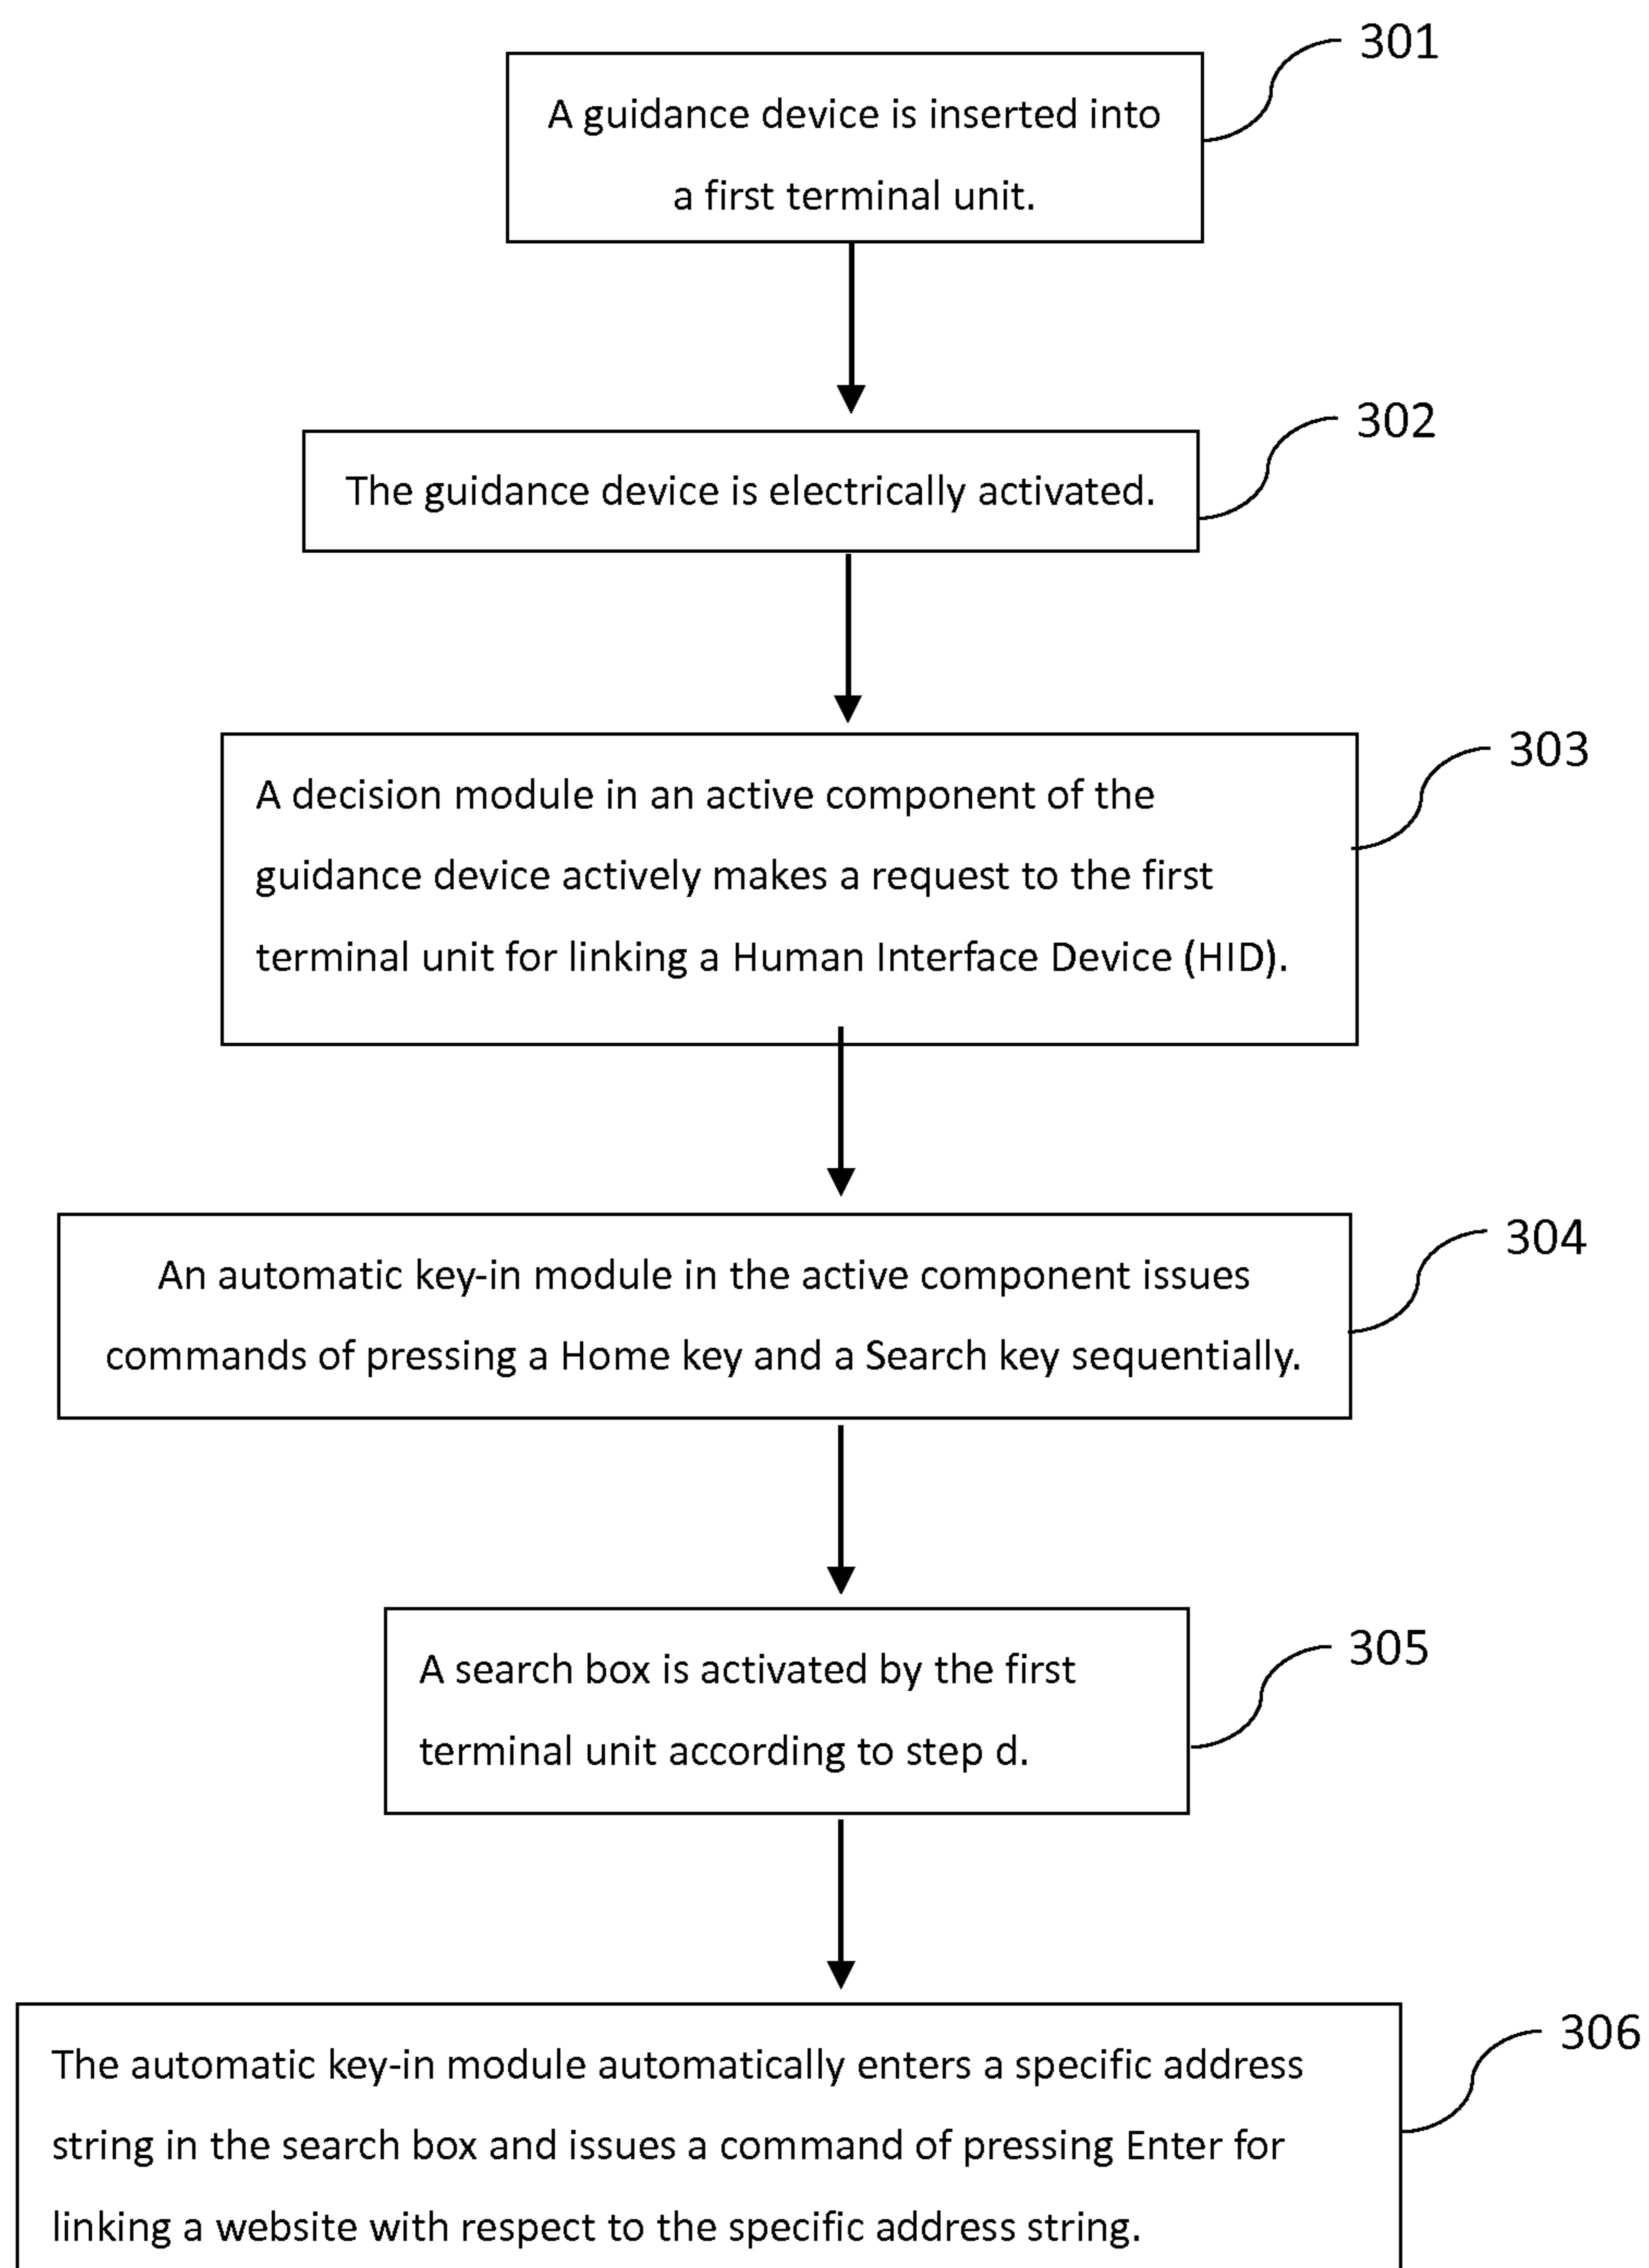 301
A guidance device is inserted into
a first terminal unit.
302
The guidance device is electrically activated.
303
A decision module in an active component of the
guidance device actively makes a request to the first
terminal unit for linking a Human Interface Device (HID).
304
An automatic key-in module in the active component issues
commands of pressing a Home key and a Search key sequentially.
305
A search box is activated by the first
terminal unit according to step d.
306
The automatic key-in module automatically enters a specific address
string in the search box and issues a command of pressing Enter for
linking a website with respect to the specific address string.